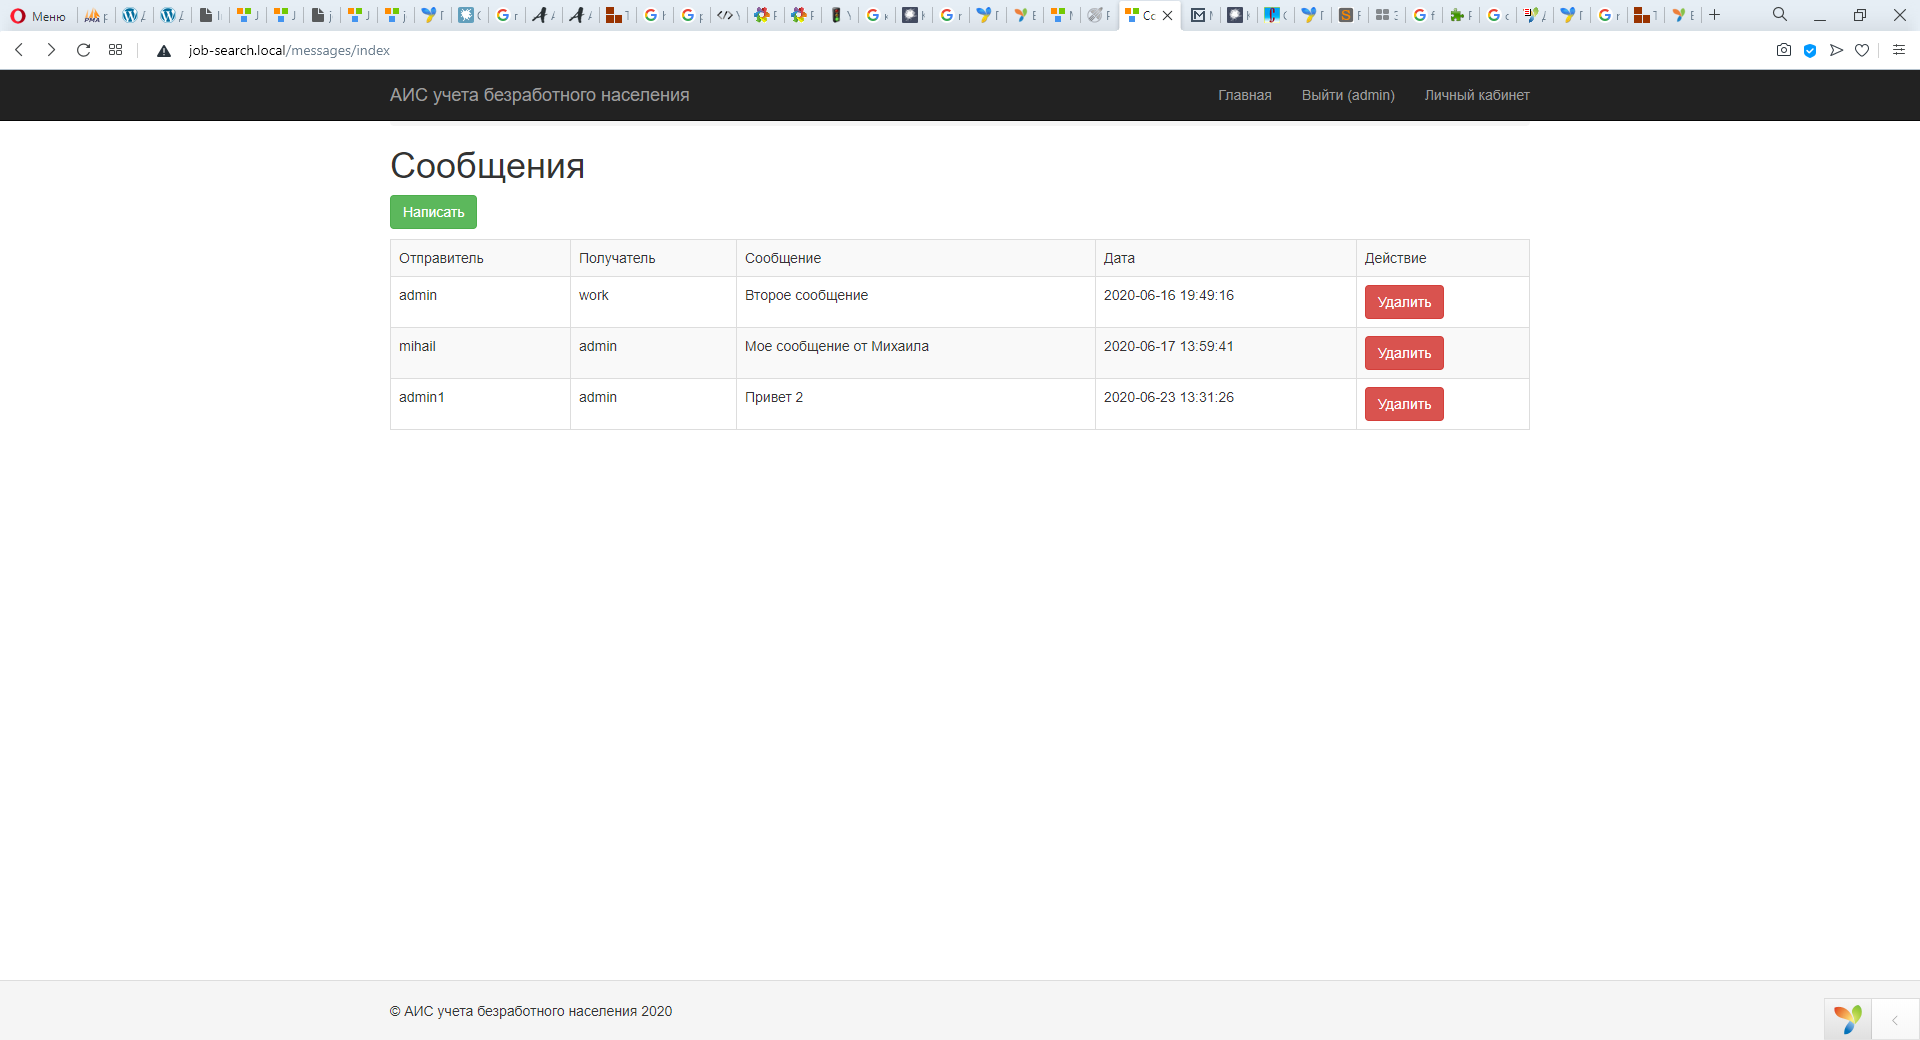 Меню
job-search.local/messages/index
АИС учета безработного населения
Главная Выйти (admin) Личный кабинет
Сообщения
Написать
Отправитель Получатель Сообщение Дата Действие
admin work Второе сообщение 2020-06-16 19:49:16 Удалить
mihail admin Мое сообщение от Михаила 2020-06-17 13:59:41 Удалить
admin1 admin Привет 2 2020-06-23 13:31:26 Удалить
© АИС учета безработного населения 2020